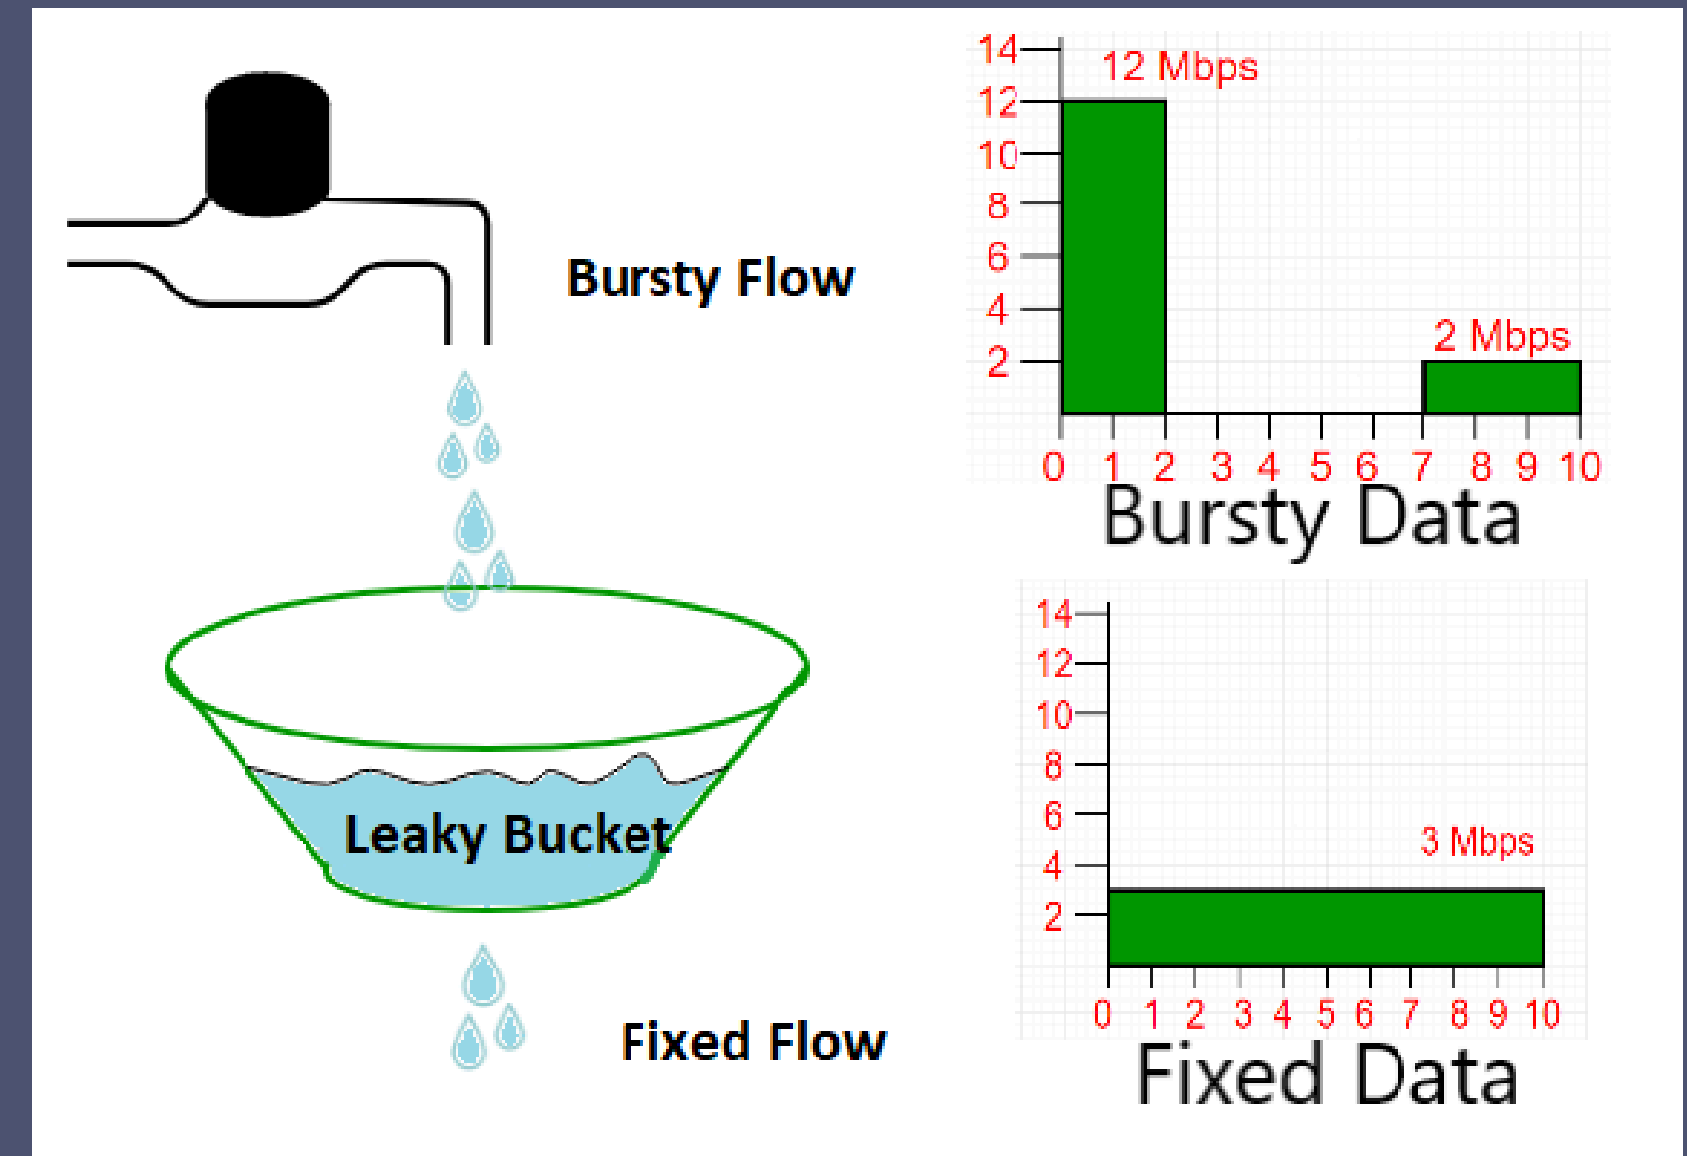 14
12 Mbps
12
10
8
6
4
2 Mbps
2
0 1 2 3 4 5 6 7 8 9 10
Bursty Data
Bursty Flow
14
12
10
8
6
3 Mbps
4
2
0 1 2 3 4 5 6 7 8 9 10
Fixed Data
Leaky Bucket
Fixed Flow